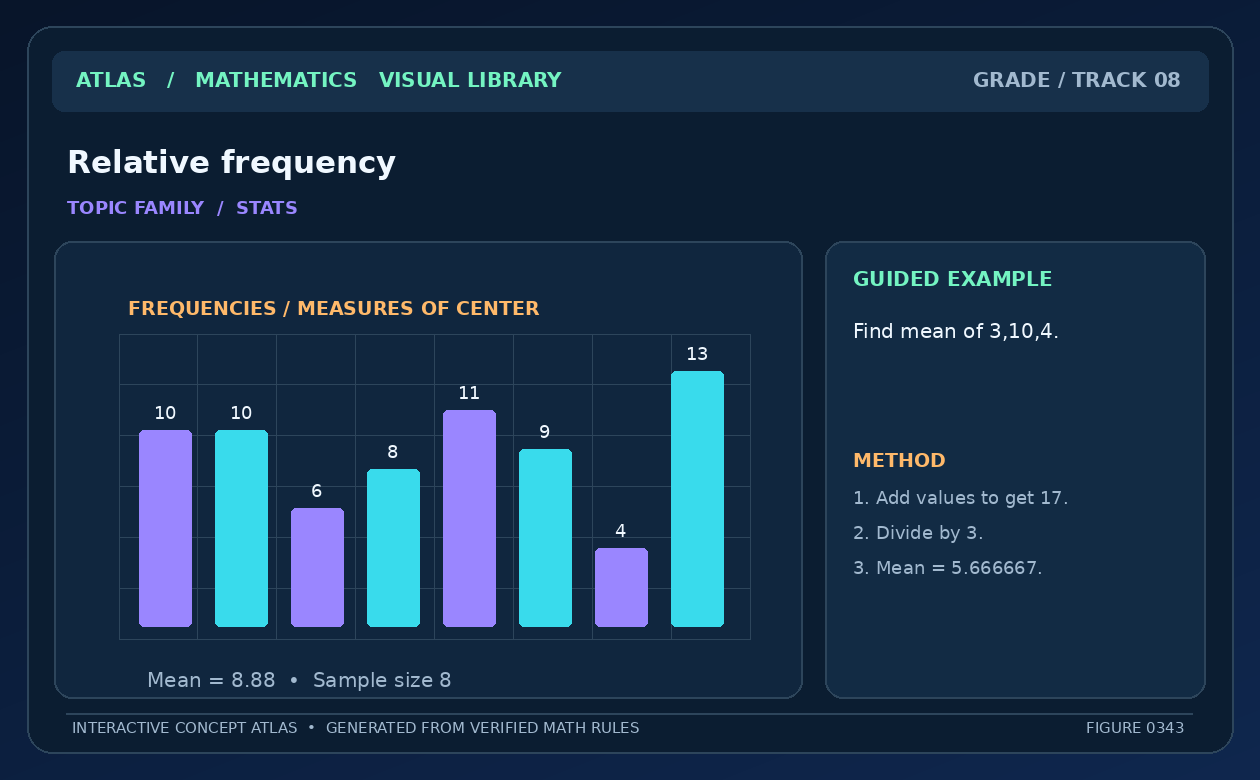 ATLAS / MATHEMATICS VISUAL LIBRARY
GRADE / TRACK 08
Relative frequency
TOPIC FAMILY / STATS
FREQUENCIES / MEASURES OF CENTER
10
10
6
8
11
9
4
13
Mean = 8.88 • Sample size 8
GUIDED EXAMPLE
Find mean of 3,10,4.
METHOD
1. Add values to get 17.
2. Divide by 3.
3. Mean = 5.666667.
INTERACTIVE CONCEPT ATLAS • GENERATED FROM VERIFIED MATH RULES
FIGURE 0343